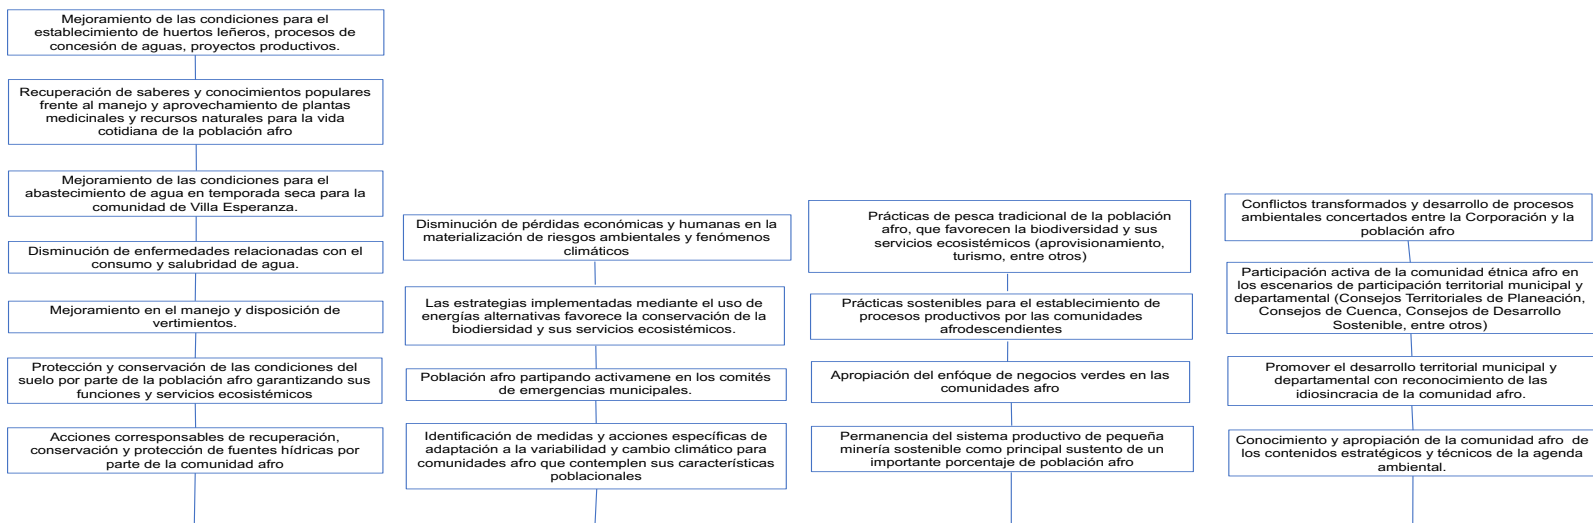 Mejoramiento de las condiciones para el
establecimiento de huertos leñeros, procesos de
concesión de aguas, proyectos productivos.
Recuperación de saberes y conocimientos populares
frente al manejo y aprovechamiento de plantas
medicinales y recursos naturales para la vida
cotidiana de la población afro
Mejoramiento de las condiciones para el
abastecimiento de agua en temporada seca para la
comunidad de Villa Esperanza.
Disminución de enfermedades relacionadas con el
consumo y salubridad de agua.
Mejoramiento en el manejo y disposición de
vertimientos.
Protección y conservación de las condiciones del
suelo por parte de la población afro garantizando sus
funciones y servicios ecosistémicos
Acciones corresponsables de recuperación,
conservación y protección de fuentes hídricas por
parte de la comunidad afro
Disminución de pérdidas económicas y humanas en la
materialización de riesgos ambientales y fenómenos
climáticos
Las estrategias implementadas mediante el uso de
energías alternativas favorece la conservación de la
biodiersidad y sus servicios ecosistémicos.
Población afro partipando activamene en los comités
de emergencias municipales.
Identificación de medidas y acciones específicas de
adaptación a la variabilidad y cambio climático para
comunidades afro que contemplen sus características
poblacionales
Prácticas de pesca tradicional de la población
afro, que favorecen la biodiversidad y sus
servicios ecosistémicos (aprovisionamiento,
turismo, entre otros)
Prácticas sostenibles para el establecimiento de
procesos productivos por las comunidades
afrodescendientes
Apropiación del enfóque de negocios verdes en las
comunidades afro
Permanencia del sistema productivo de pequeña
minería sostenible como principal sustento de un
importante porcentaje de población afro
Conflictos transformados y desarrollo de procesos
ambientales concertados entre la Corporación y la
población afro
Participación activa de la comunidad étnica afro en
los escenarios de participación territorial municipal y
departamental (Consejos Territoriales de Planeación,
Consejos de Cuenca, Consejos de Desarrollo
Sostenible, entre otros)
Promover el desarrollo territorial municipal y
departamental con reconocimiento de las
idiosincracia de la comunidad afro.
Conocimiento y apropiación de la comunidad afro de
los contenidos estratégicos y técnicos de la agenda
ambiental.